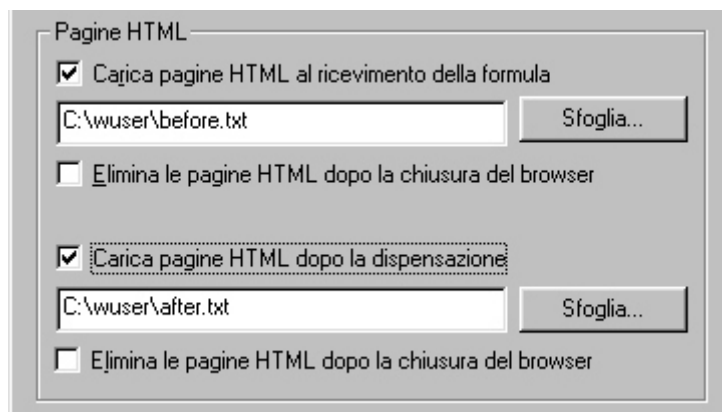 Pagine HTML
Carica pagine HTML al ricevimento della formula
C:\wuser\before.txt
Sfoglia...
Elimina le pagine HTML dopo la chiusura del browser
Carica pagine HTML dopo la dispensazione
C:\wuser\after.txt
Sfoglia...
Elimina le pagine HTML dopo la chiusura del browser